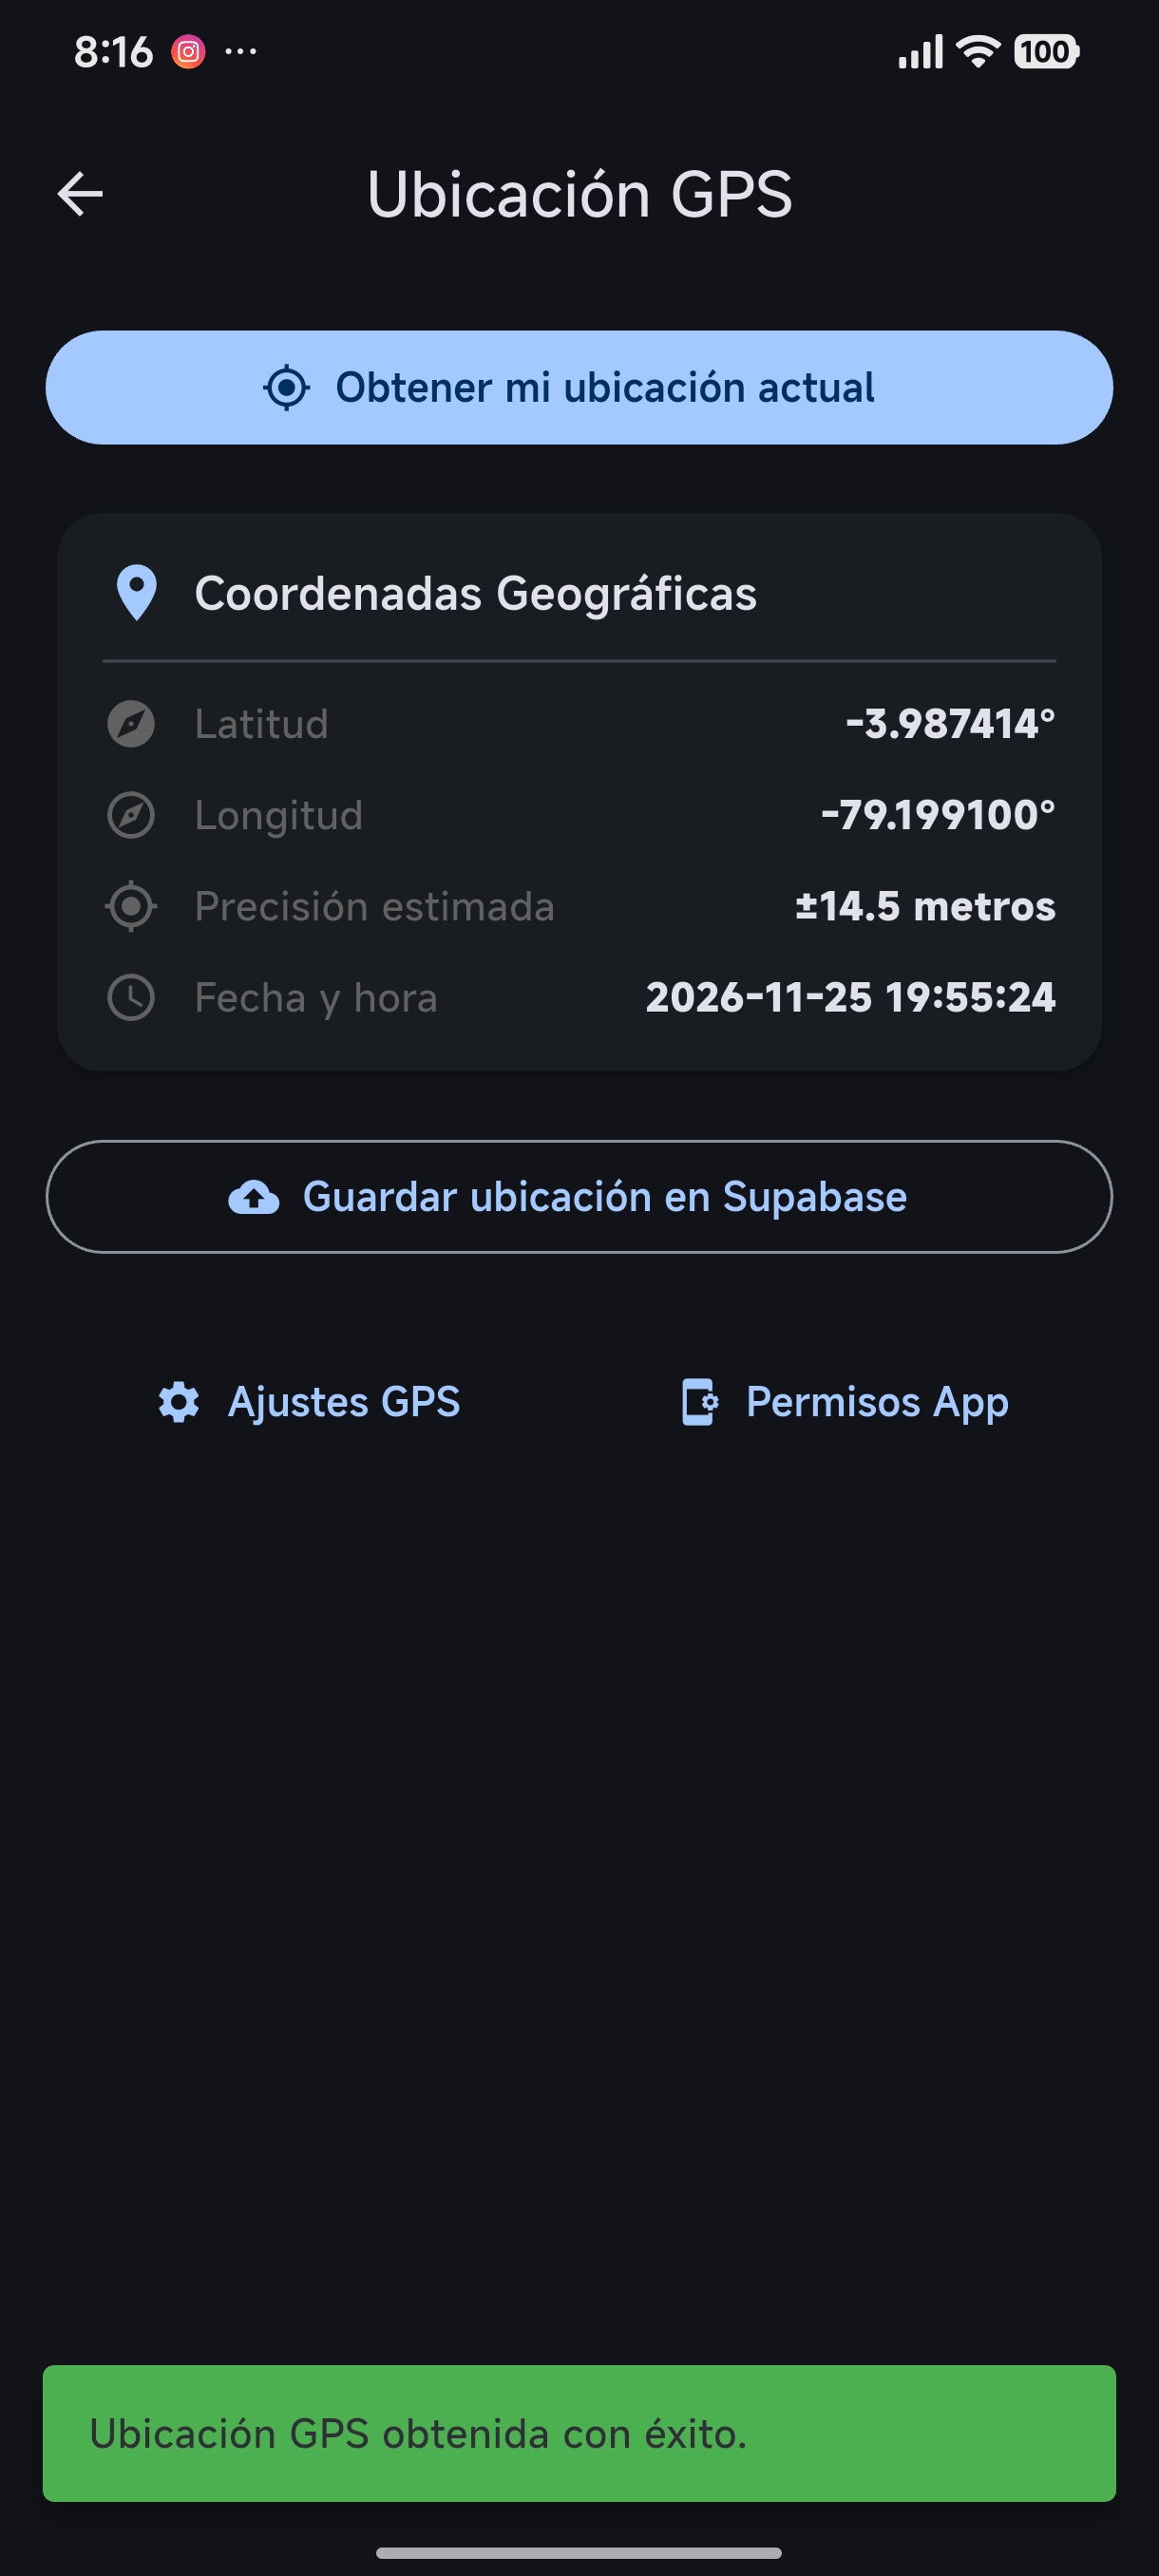 8:16 ...
100
Ubicación GPS
Obtener mi ubicación actual
Coordenadas Geográficas
Latitud -3.987414°
Longitud -79.199100°
Precisión estimada ±14.5 metros
Fecha y hora 2026-11-25 19:55:24
Guardar ubicación en Supabase
Ajustes GPS Permisos App
Ubicación GPS obtenida con éxito.